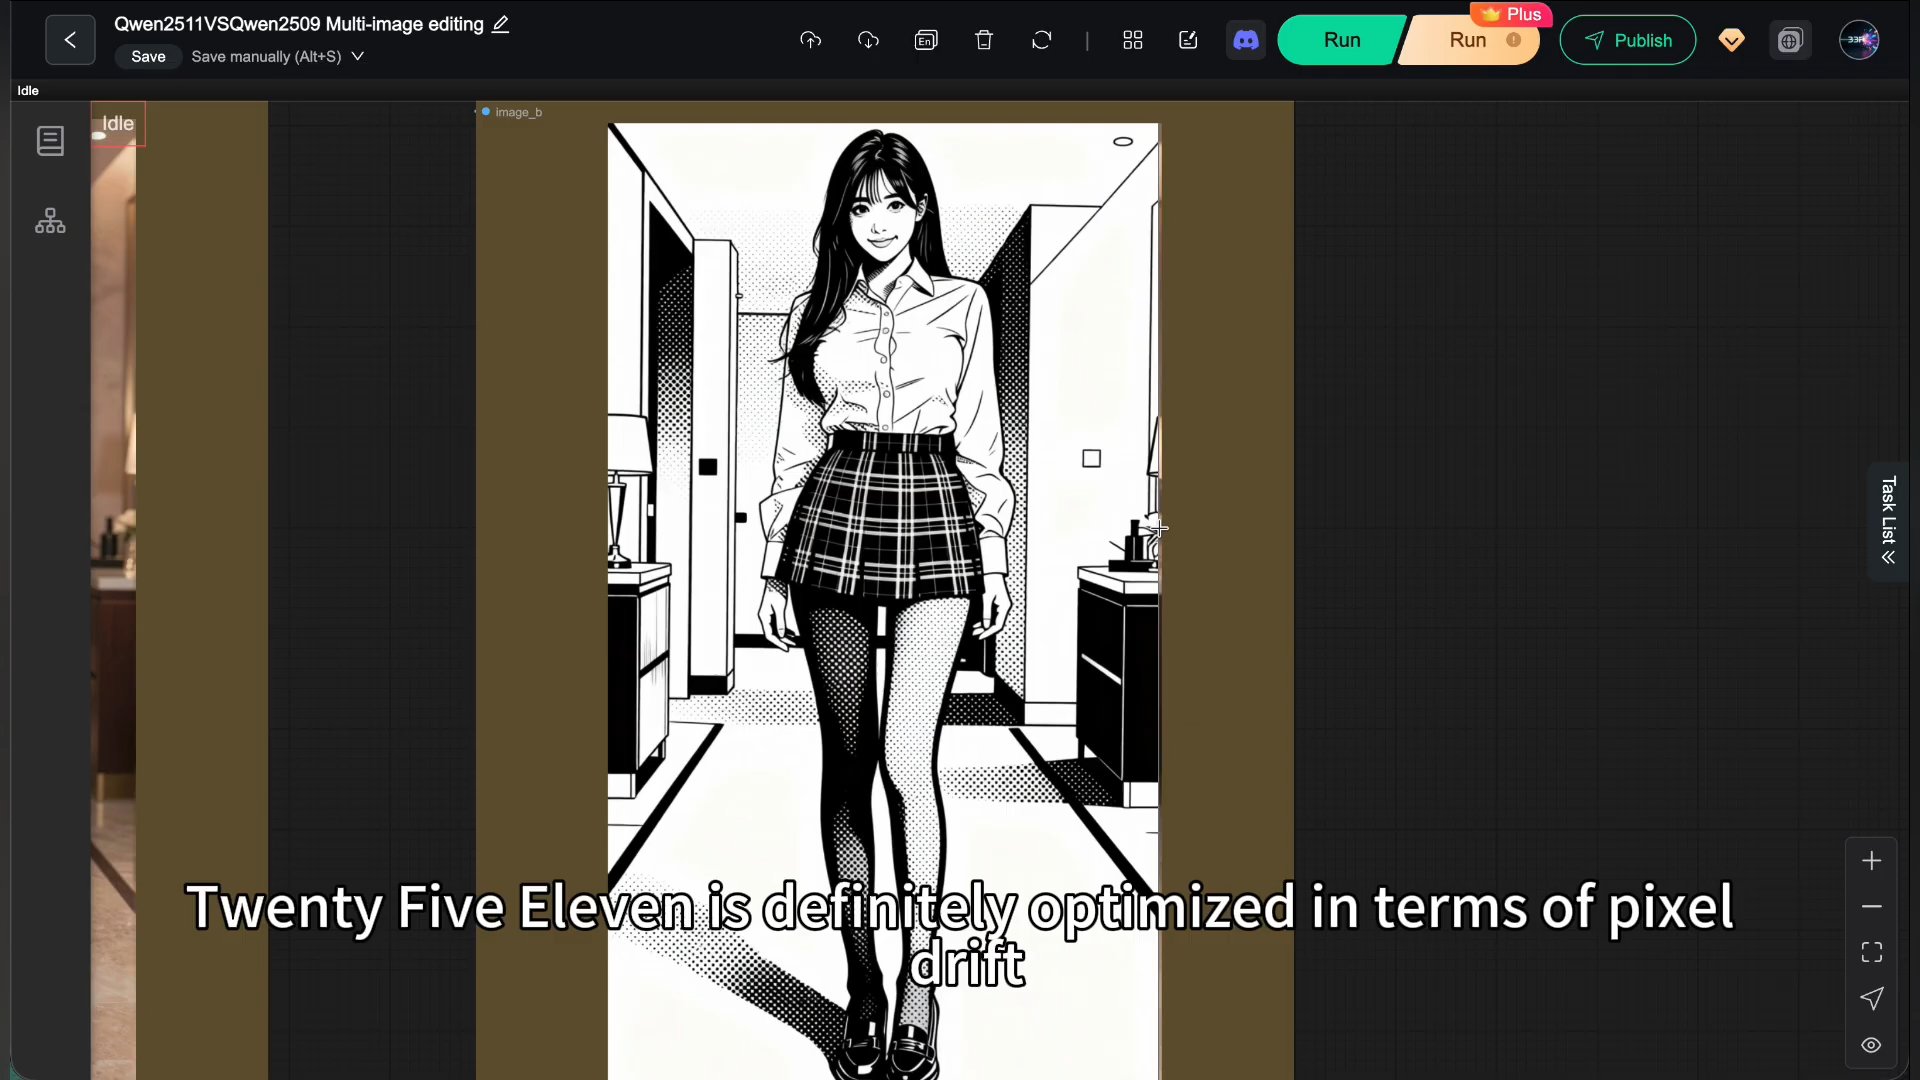 Qwen2511VSQwen2509 Multi-image editing
Save
Save manually (Alt+S)
En
Run
Run
Plus
Publish
Idle
Idle
image_b
Task List
Twenty Five Eleven is definitely optimized in terms of pixel
drift